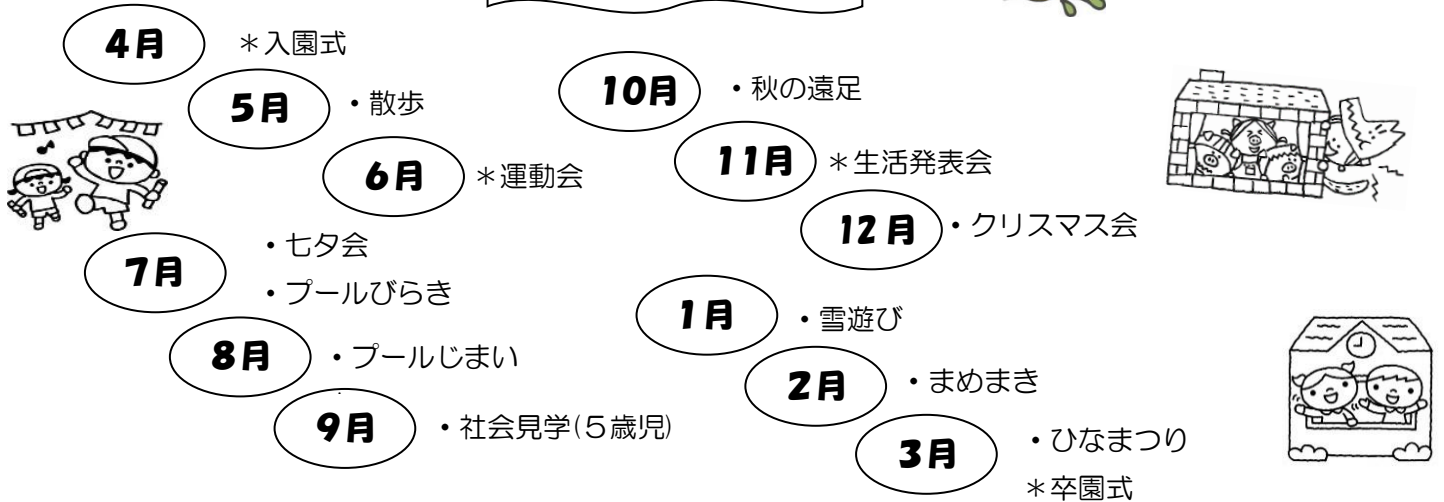 4月 *入園式
5月 ・散歩
6月 *運動会
7月 ・七夕会
・プールびらき
8月 ・プールじまい
9月 ・社会見学(5歳児)
10月 ・秋の遠足
11月 *生活発表会
12月 ・クリスマス会
1月 ・雪遊び
2月 ・まめまき
3月 ・ひなまつり
*卒園式